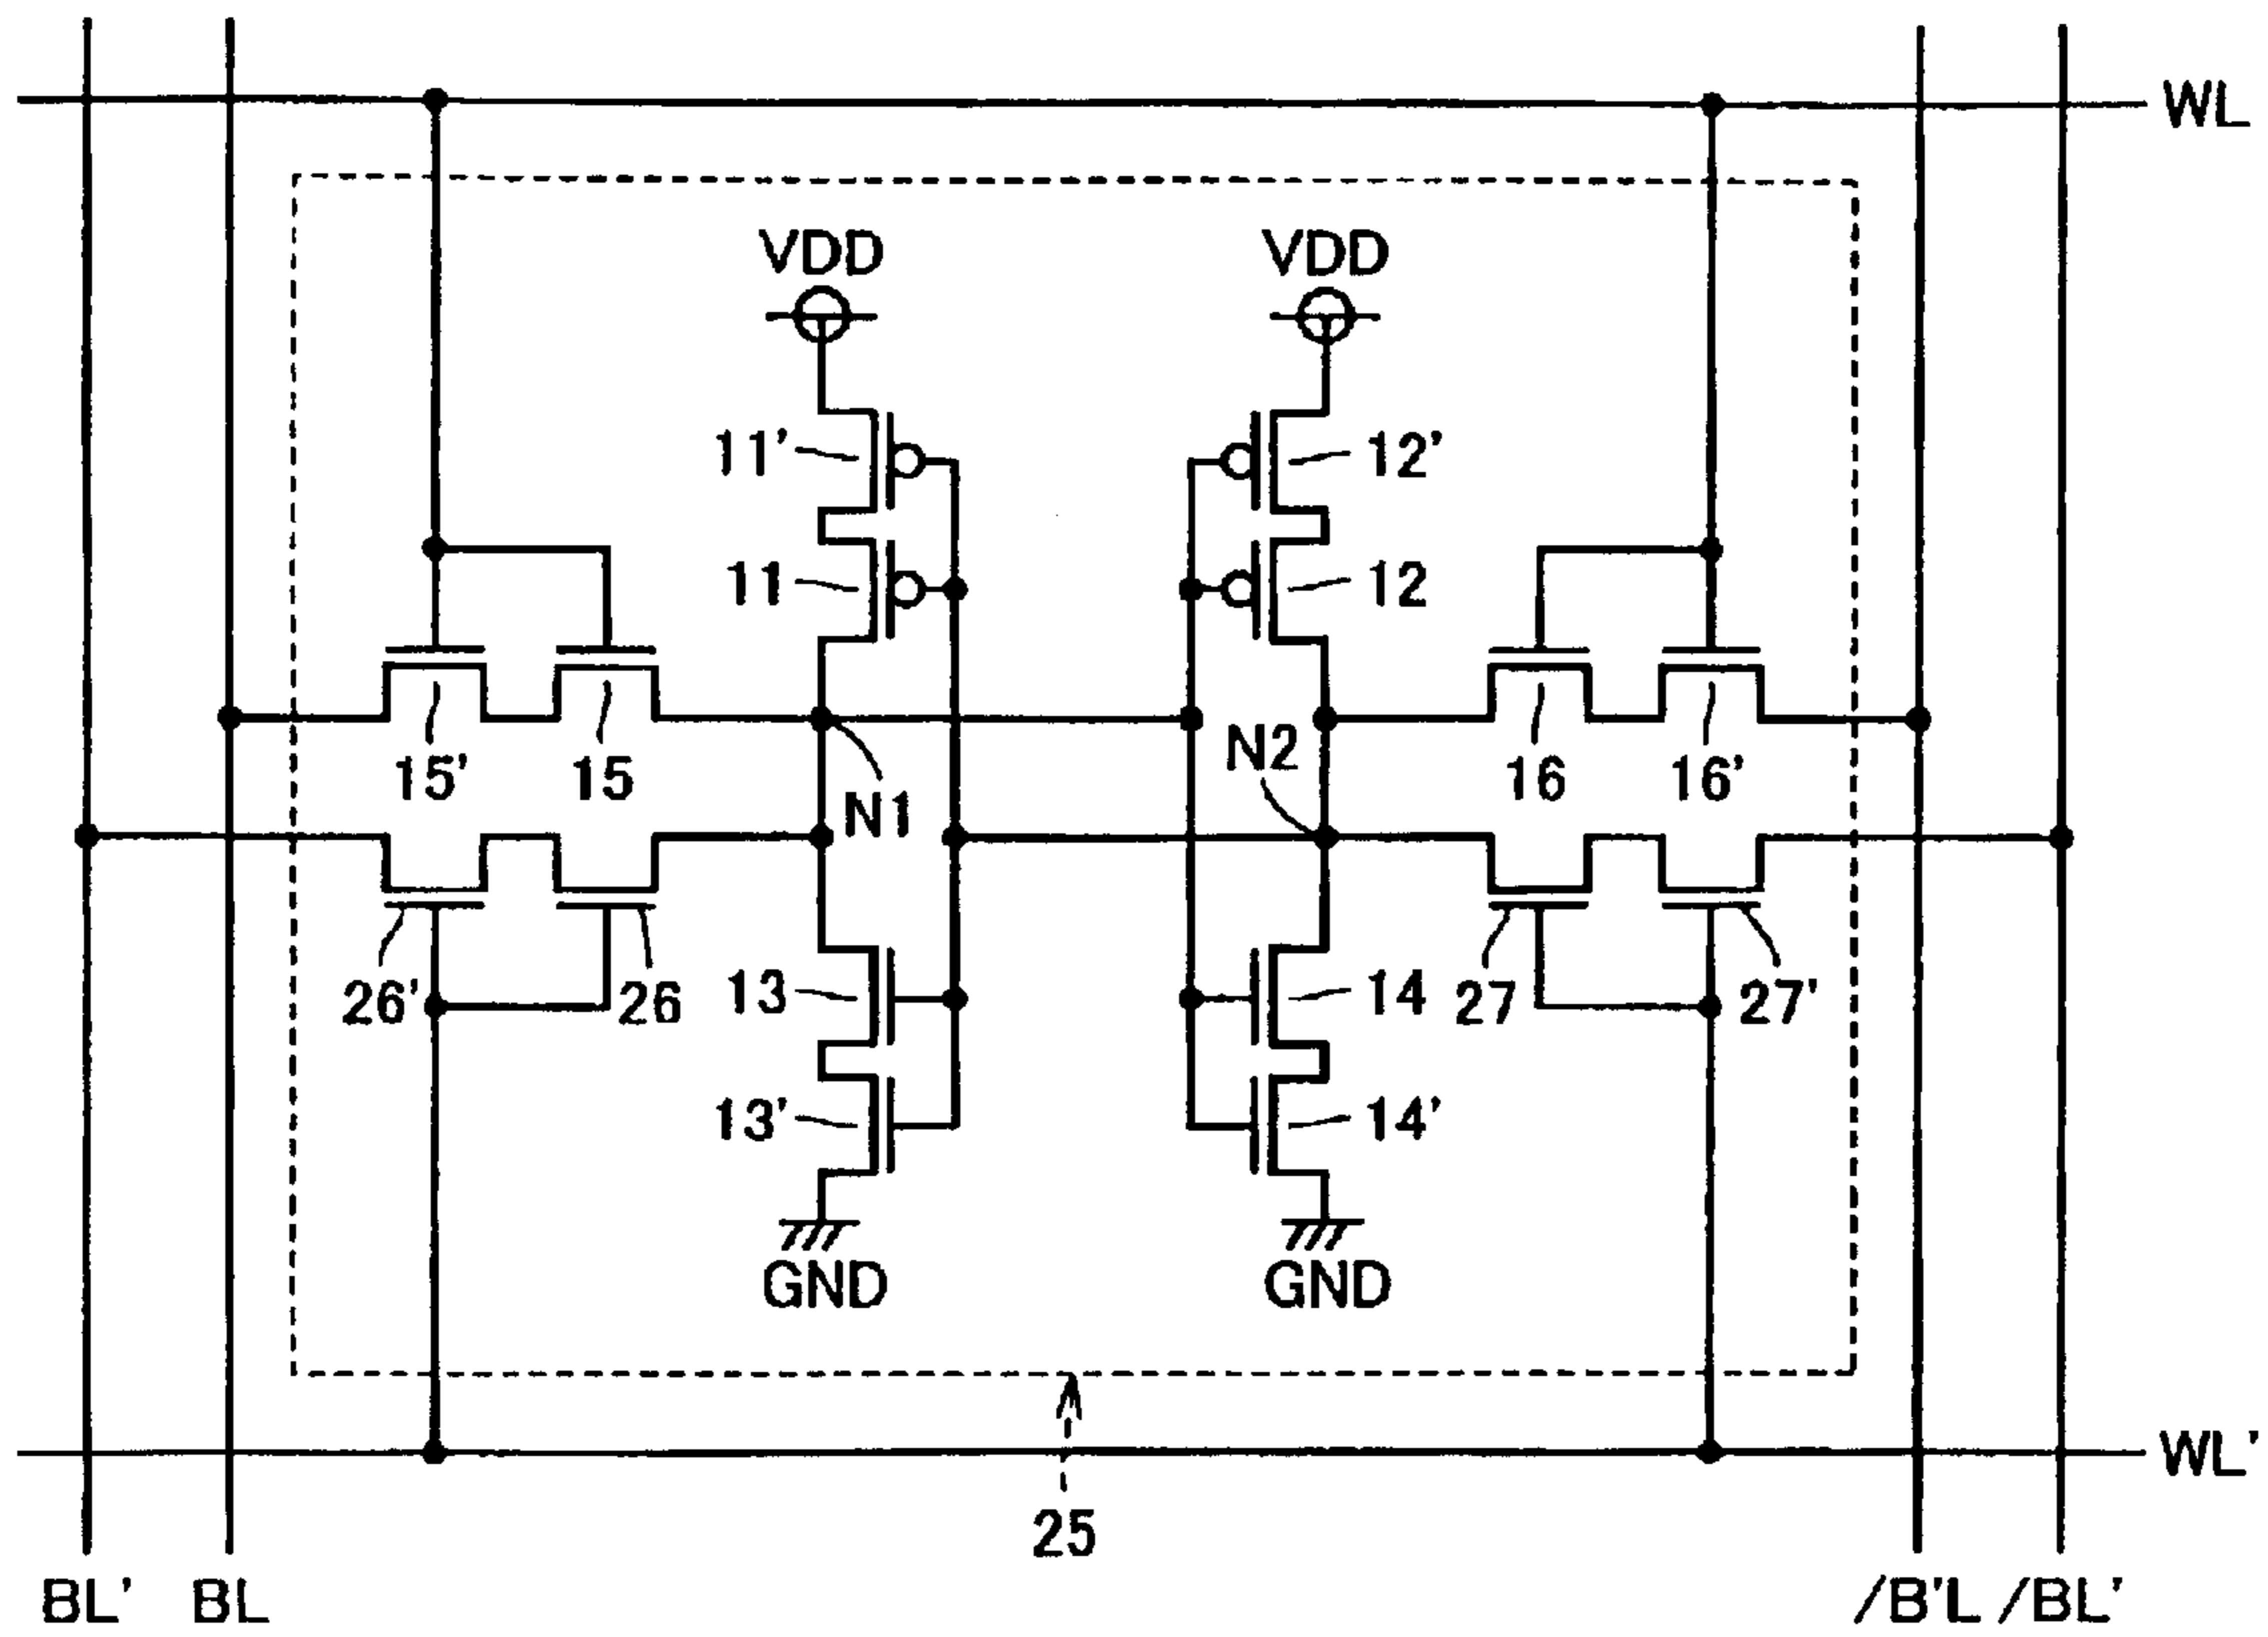 WL
VDD VDD
11' 12'
11 12
N2
15' 15 16 16'
N1
26' 26 13 14 27 27'
13' 14'
GND GND
WL'
25
BL' BL /B'L /BL'